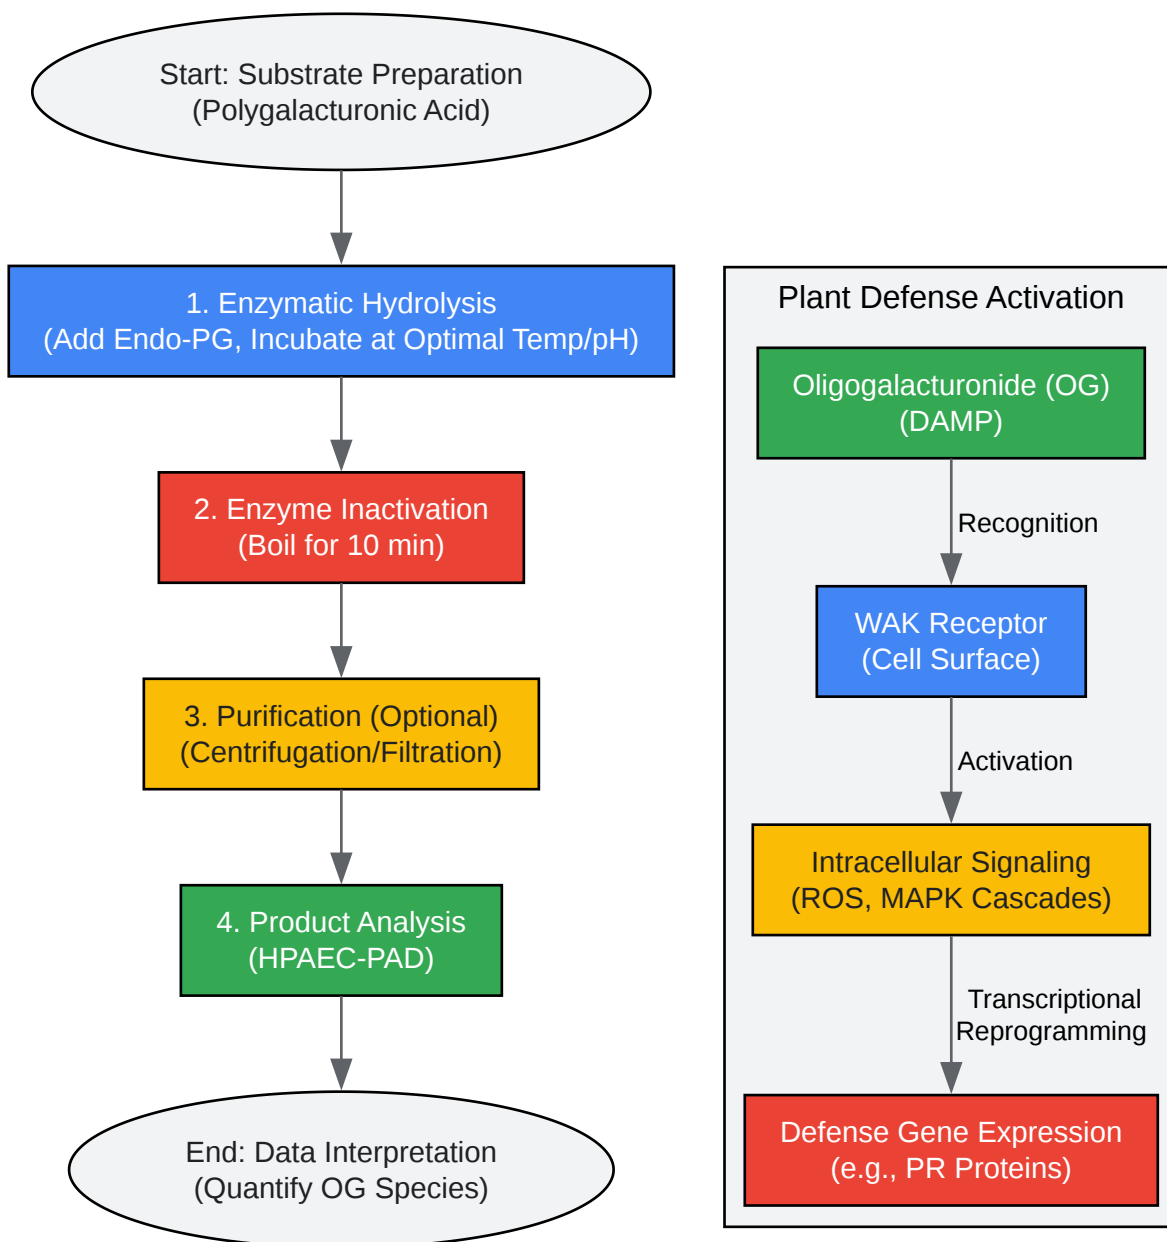 Start: Substrate Preparation
(Polygalacturonic Acid)
1. Enzymatic Hydrolysis
(Add Endo-PG, Incubate at Optimal Temp/pH)
2. Enzyme Inactivation
(Boil for 10 min)
3. Purification (Optional)
(Centrifugation/Filtration)
4. Product Analysis
(HPAEC-PAD)
End: Data Interpretation
(Quantify OG Species)
Plant Defense Activation
Oligogalacturonide (OG)
(DAMP)
Recognition
WAK Receptor
(Cell Surface)
Activation
Intracellular Signaling
(ROS, MAPK Cascades)
Transcriptional
Reprogramming
Defense Gene Expression
(e.g., PR Proteins)